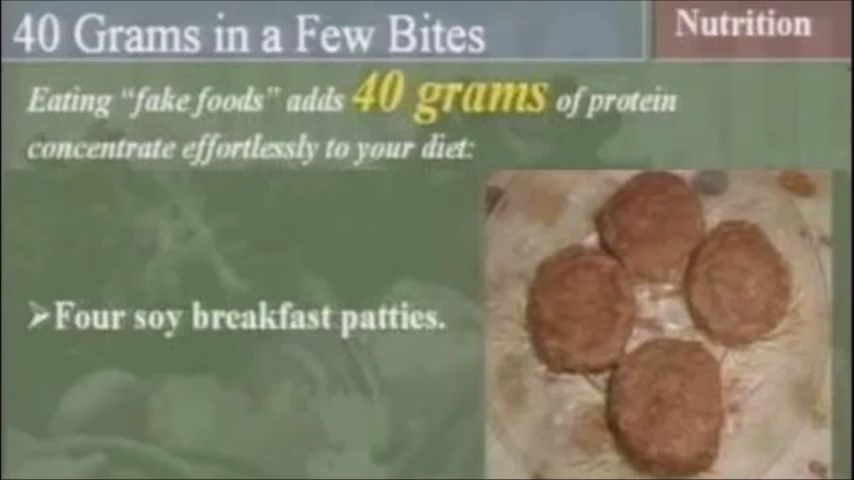 40 Grams in a Few Bites
Nutrition
Eating “fake foods” adds 40 grams of protein
concentrate effortlessly to your diet:
➢Four soy breakfast patties.